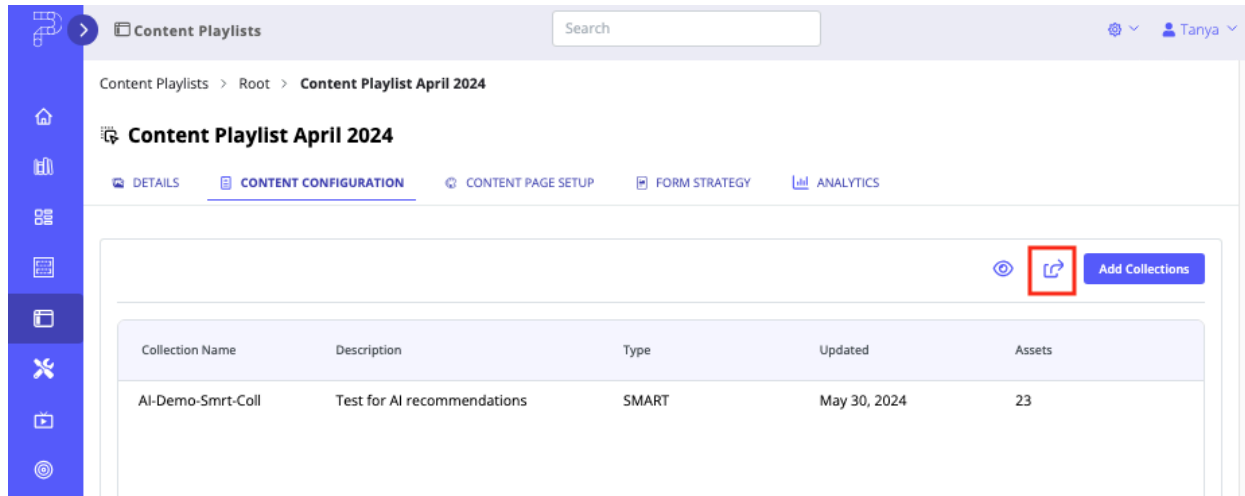 Content Playlists
Search
Tanya
Content Playlists > Root > Content Playlist April 2024
Content Playlist April 2024
DETAILS CONTENT CONFIGURATION CONTENT PAGE SETUP FORM STRATEGY ANALYTICS
Add Collections
Collection Name Description Type Updated Assets
AI-Demo-Smrt-Coll Test for AI recommendations SMART May 30, 2024 23